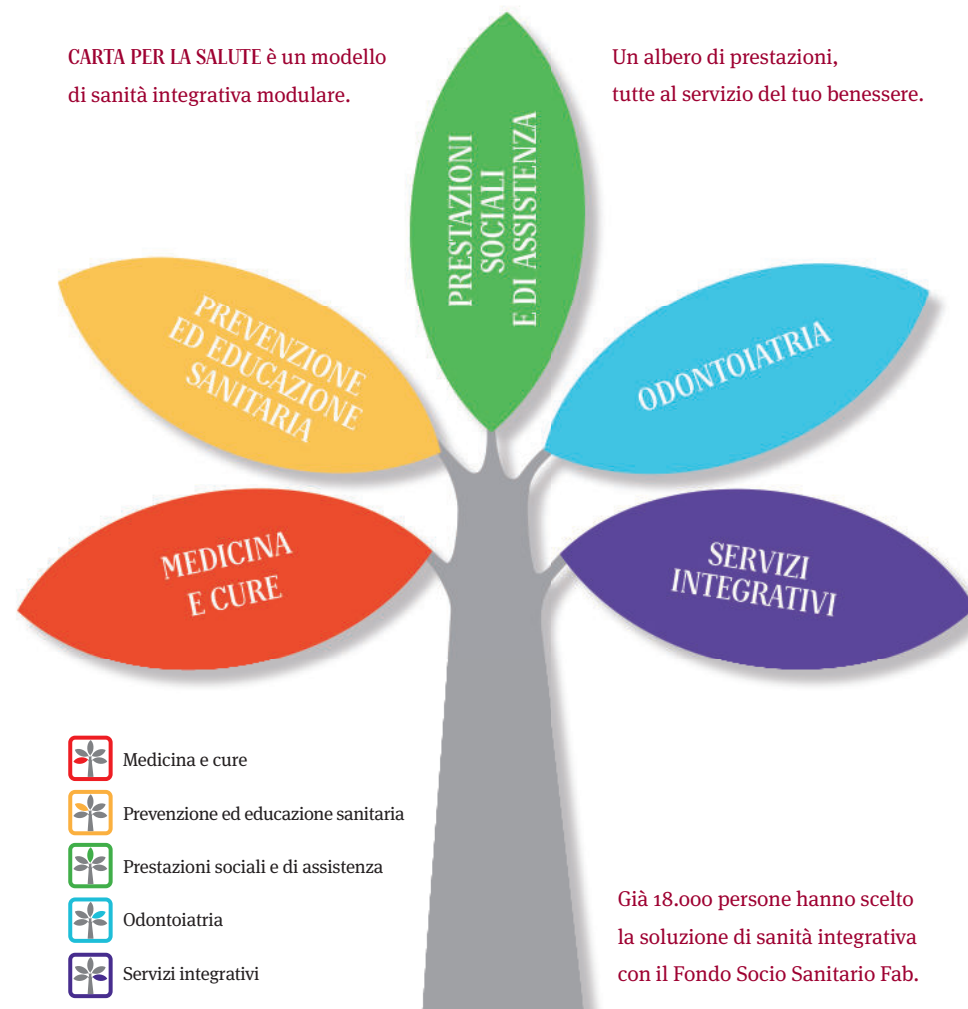 CARTA PER LA SALUTE è un modello
di sanità integrativa modulare.
Un albero di prestazioni,
tutte al servizio del tuo benessere.
PRESTAZIONI
SOCIALI
E DI ASSISTENZA
PREVENZIONE
ED EDUCAZIONE
SANITARIA
ODONTOIATRIA
MEDICINA
E CURE
SERVIZI
INTEGRATIVI
Medicina e cure
Prevenzione ed educazione sanitaria
Prestazioni sociali e di assistenza
Odontoiatria
Servizi integrativi
Già 18.000 persone hanno scelto
la soluzione di sanità integrativa
con il Fondo Socio Sanitario Fab.